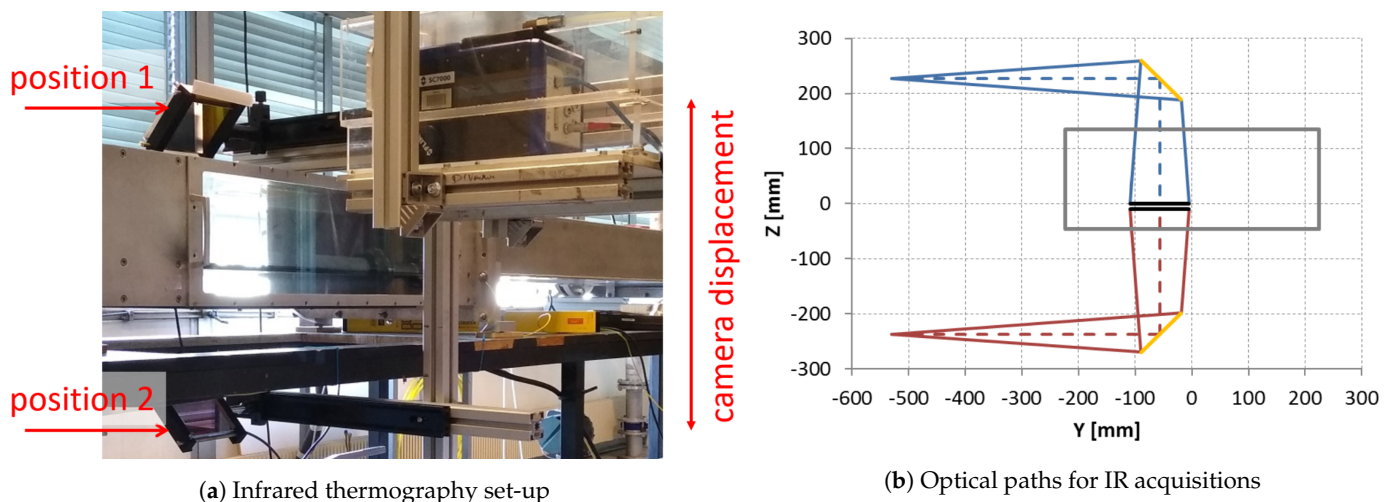 position 1
SC7000
position 2
camera displacement
(a) Infrared thermography set-up
300
200
100
0
-100
-200
-300
Z [mm]
-600 -500 -400 -300 -200 -100 0 100 200 300
Y [mm]
(b) Optical paths for IR acquisitions